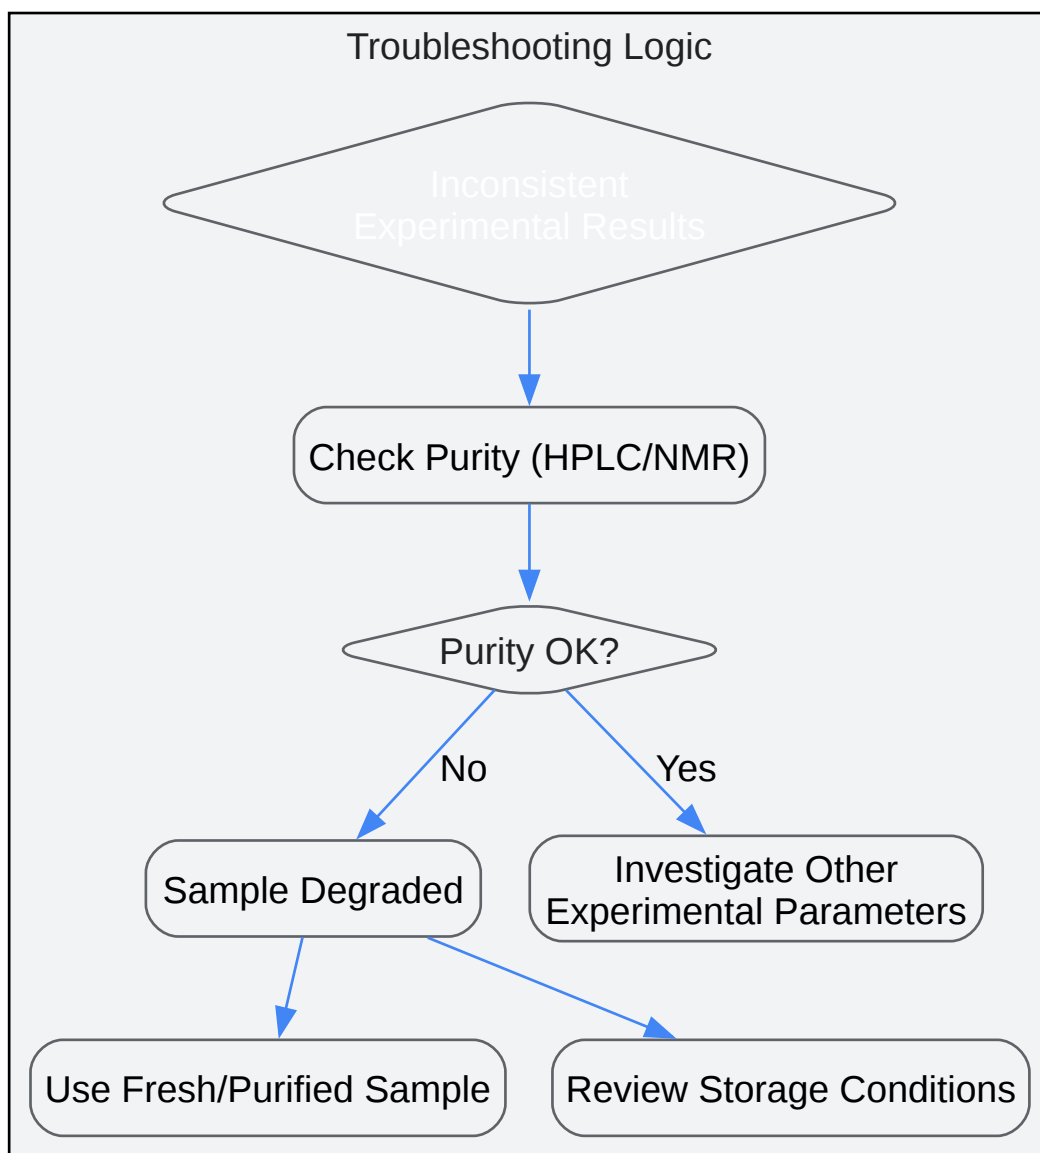 Troubleshooting Logic
Inconsistent
Experimental Results
Check Purity (HPLC/NMR)
Purity OK?
No
Yes
Sample Degraded
Investigate Other
Experimental Parameters
Use Fresh/Purified Sample
Review Storage Conditions